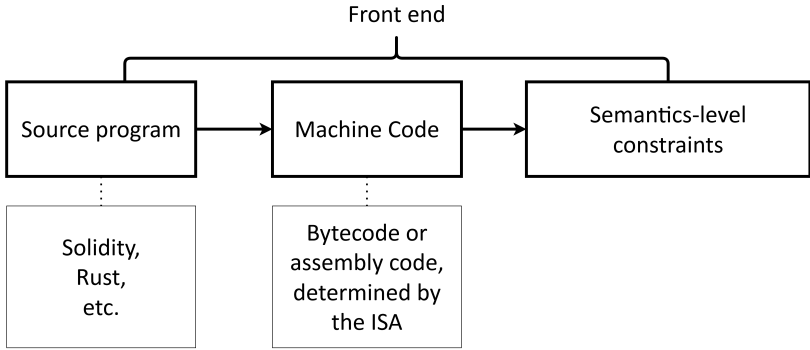 Front end
Source program
Machine Code
Semantics-level
constraints
Solidity,
Rust,
etc.
Bytecode or
assembly code,
determined by
the ISA